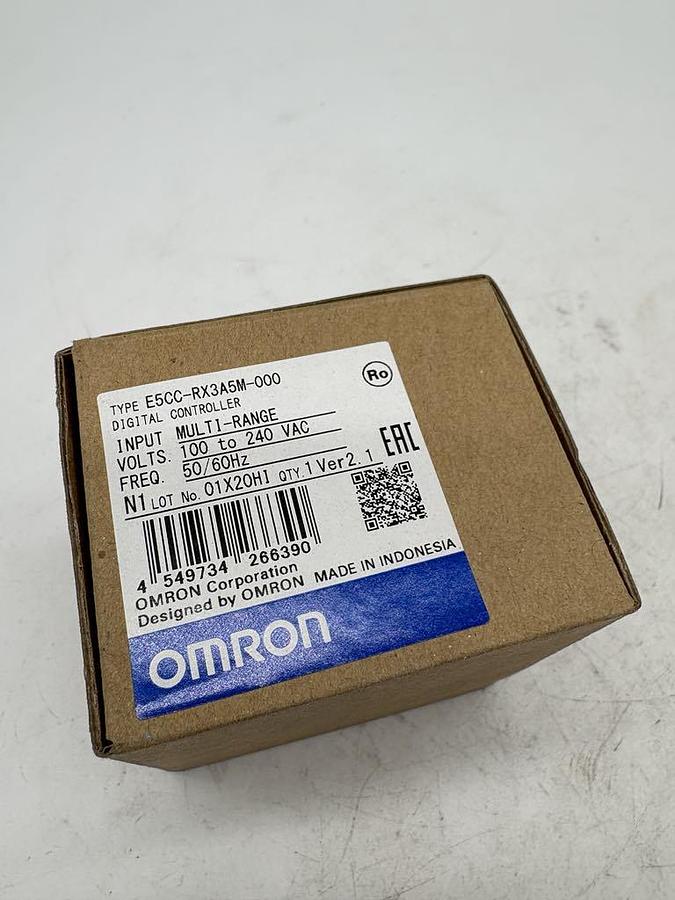 TYPE E5CC-RX3A5M-000
Ro
DIGITAL CONTROLLER
INPUT MULTI-RANGE
VOLTS. 100 to 240 VAC
FREQ. 50/60Hz
EAC
N1 LOT No. 01X20HI QTY. 1 Ver2.1
4 549734 266390
OMRON Corporation
Designed by OMRON MADE IN INDONESIA
OMRON